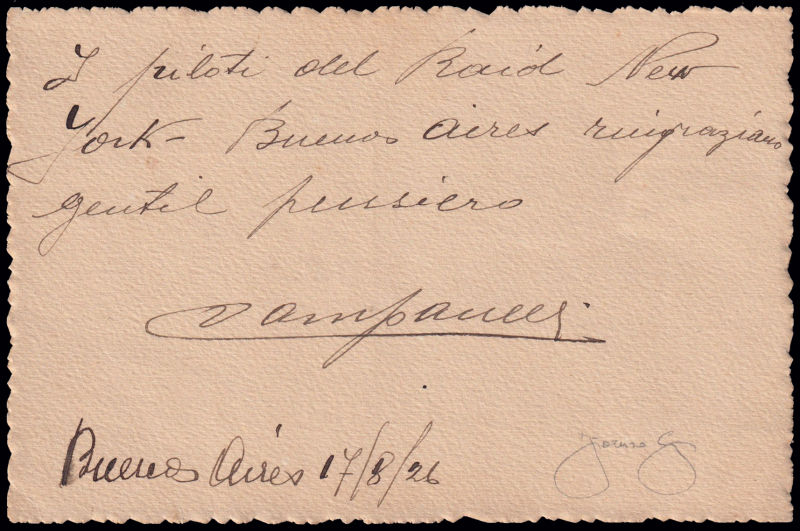 I piloti del Raid New
York - Buenos Aires ringraziano
gentil pensiero
Campanelli
Buenos Aires 17/8/26